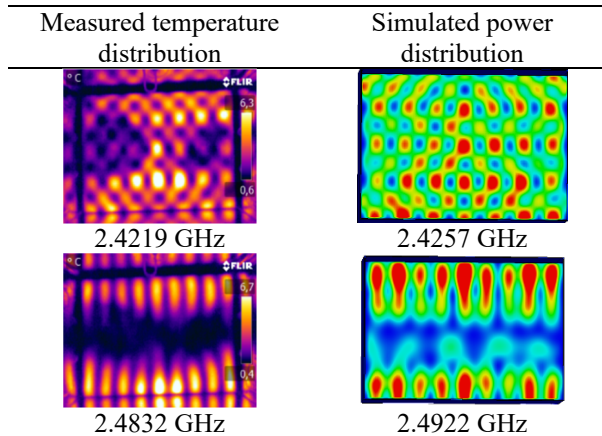 Measured temperature
distribution
Simulated power
distribution
°C
FLIR
6,3
0,6
2.4219 GHz
2.4257 GHz
°C
FLIR
6,7
0,4
2.4832 GHz
2.4922 GHz